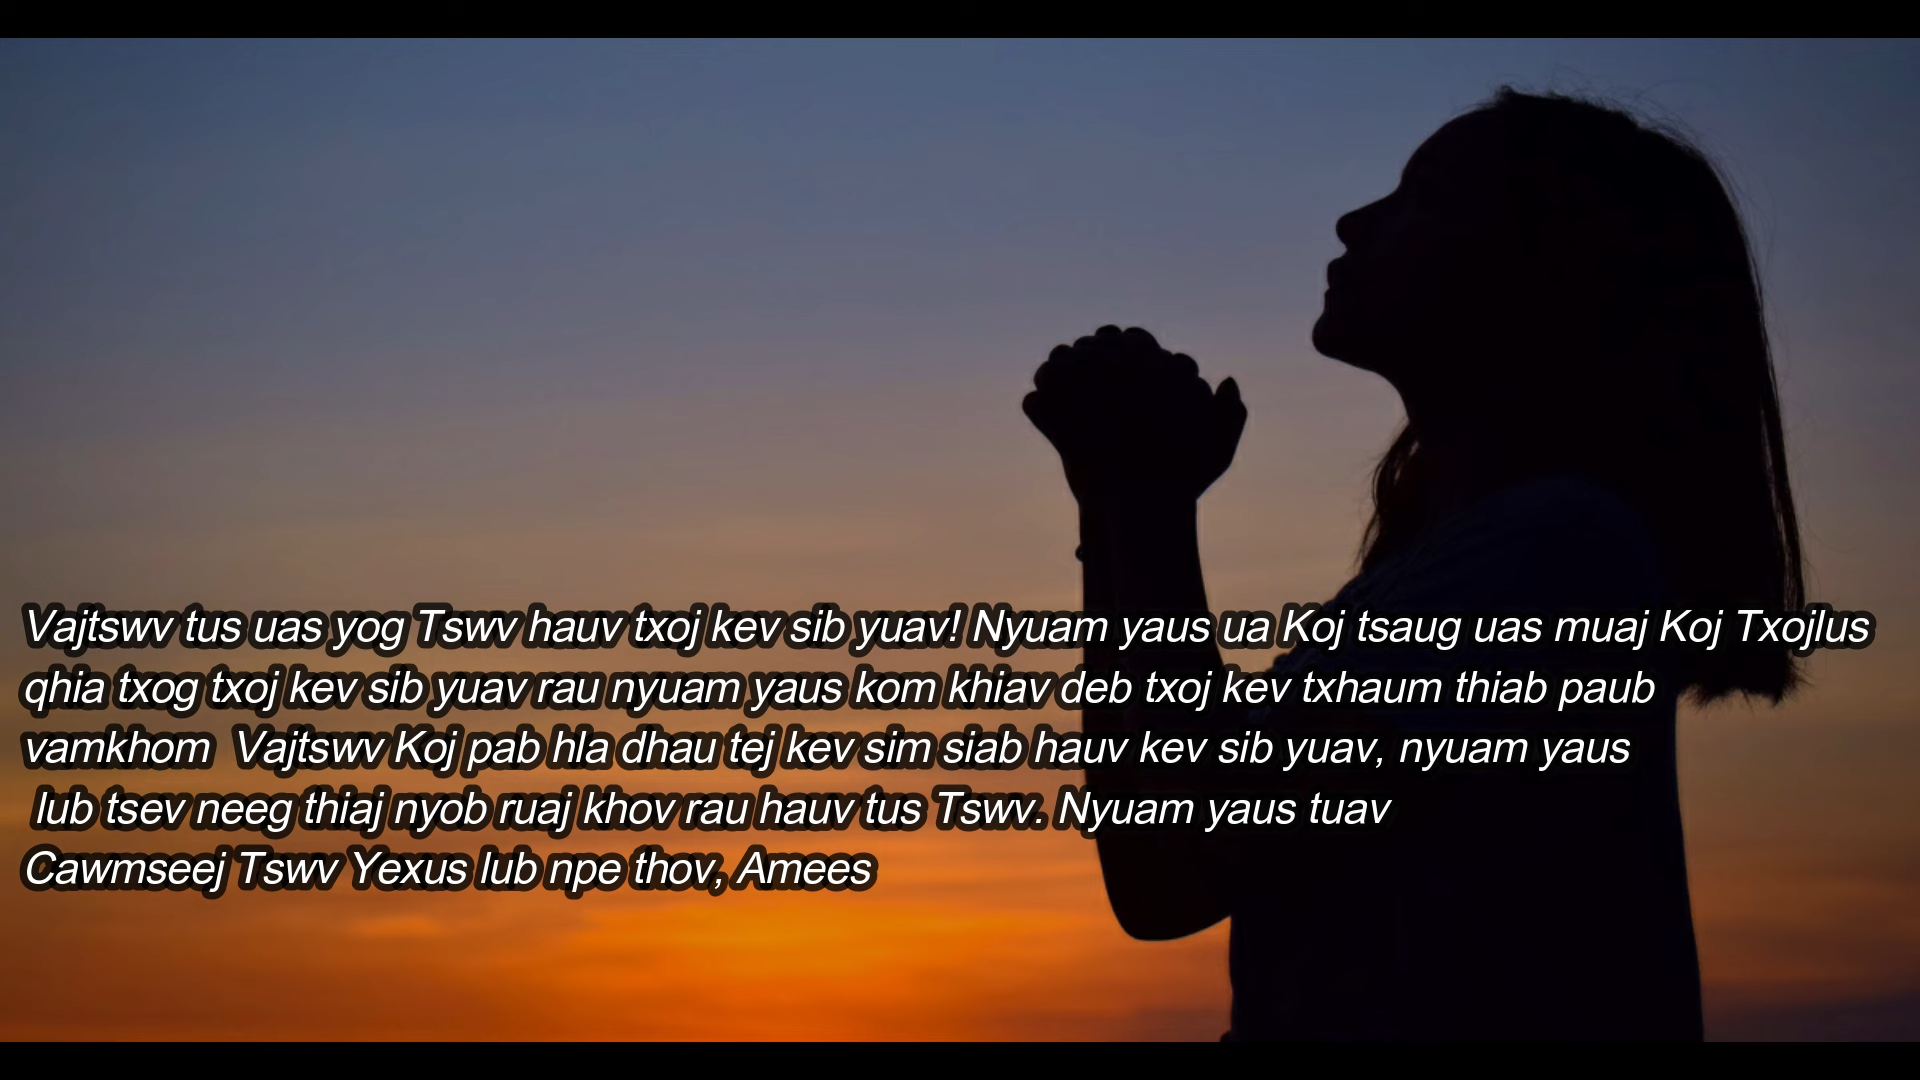 Vajtswv tus uas yog Tswv hauv txoj kev sib yuav! Nyuam yaus ua Koj tsaug uas muaj Koj Txojlus
qhia txog txoj kev sib yuav rau nyuam yaus kom khiav deb txoj kev txhaum thiab paub
vamkhom  Vajtswv Koj pab hla dhau tej kev sim siab hauv kev sib yuav, nyuam yaus
lub tsev neeg thiaj nyob ruaj khov rau hauv tus Tswv. Nyuam yaus tuav
Cawmseej Tswv Yexus lub npe thov, Amees